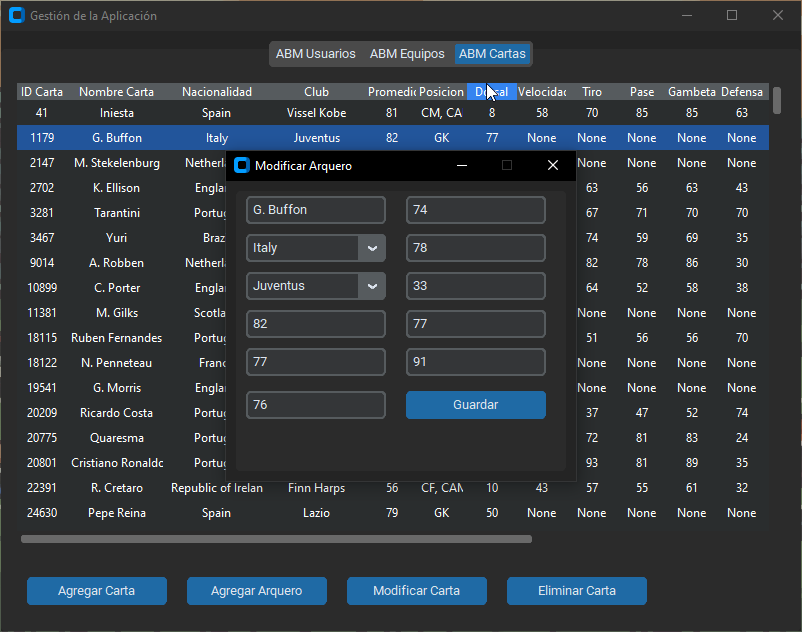 Gestión de la Aplicación
ABM Usuarios ABM Equipos ABM Cartas
ID Carta Nombre Carta Nacionalidad Club Promedio Posicion Dorsal Velocidad Tiro Pase Gambeta Defensa
41 Iniesta Spain Vissel Kobe 81 CM, CA 8 58 70 85 85 63
1179 G. Buffon Italy Juventus 82 GK 77 None None None None None
2147 M. Stekelenburg Netherl None None None None
2702 K. Ellison Englan 63 56 63 43
3281 Tarantini Portug 67 71 70 70
3467 Yuri Braz 74 59 69 35
9014 A. Robben Netherl 82 78 86 30
10899 C. Porter Englan 64 52 58 38
11381 M. Gilks Scotla None None None None
18115 Ruben Fernandes Portug 51 56 56 70
18122 N. Penneteau Franc None None None None
19541 G. Morris Englan None None None None
20209 Ricardo Costa Portug 37 47 52 74
20775 Quaresma Portug 72 81 83 24
20801 Cristiano Ronaldo Portug 93 81 89 35
22391 R. Cretaro Republic of Irelan Finn Harps 56 CF, CAM 10 43 57 55 61 32
24630 Pepe Reina Spain Lazio 79 GK 50 None None None None None
Modificar Arquero
G. Buffon 74
Italy 78
Juventus 33
82 77
77 91
76 Guardar
Agregar Carta Agregar Arquero Modificar Carta Eliminar Carta